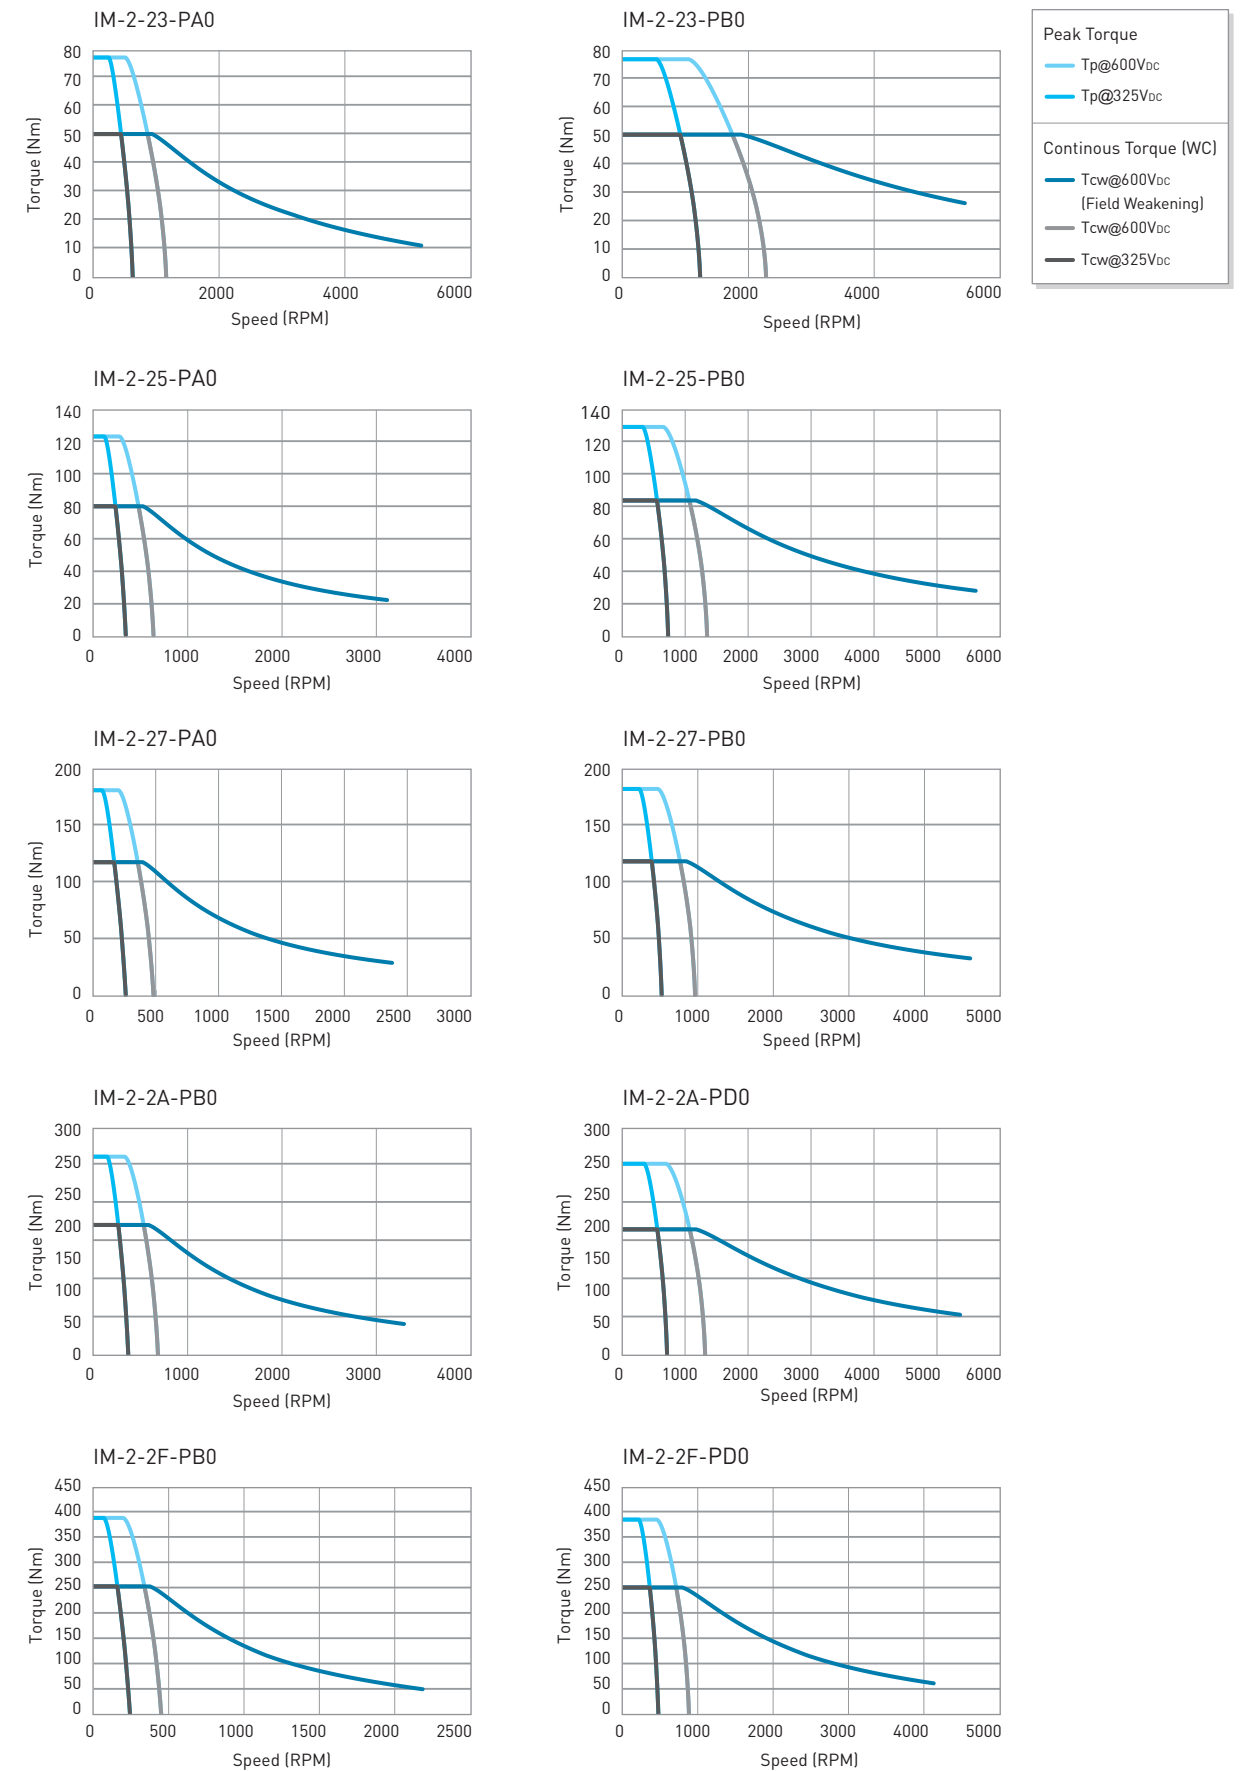 IM-2-23-PA0
80
70
60
50
40
30
20
10
0
Torque (Nm)
0 2000 4000 6000
Speed (RPM)
IM-2-23-PB0
80
70
60
50
40
30
20
10
0
Torque (Nm)
0 2000 4000 6000
Speed (RPM)
Peak Torque
Tp@600VDC
Tp@325VDC
Continous Torque (WC)
Tcw@600VDC
(Field Weakening)
Tcw@600VDC
Tcw@325VDC
IM-2-25-PA0
140
120
100
80
60
40
20
0
Torque (Nm)
0 1000 2000 3000 4000
Speed (RPM)
IM-2-25-PB0
140
120
100
80
60
40
20
0
Torque (Nm)
0 1000 2000 3000 4000 5000 6000
Speed (RPM)
IM-2-27-PA0
200
150
100
50
0
Torque (Nm)
0 500 1000 1500 2000 2500 3000
Speed (RPM)
IM-2-27-PB0
200
150
100
50
0
Torque (Nm)
0 1000 2000 3000 4000 5000
Speed (RPM)
IM-2-2A-PB0
300
250
250
200
150
100
50
0
Torque (Nm)
0 1000 2000 3000 4000
Speed (RPM)
IM-2-2A-PD0
300
250
250
200
150
100
50
0
Torque (Nm)
0 1000 2000 3000 4000 5000 6000
Speed (RPM)
IM-2-2F-PB0
450
400
350
300
250
200
150
100
50
0
Torque (Nm)
0 500 1000 1500 2000 2500
Speed (RPM)
IM-2-2F-PD0
450
400
350
300
250
200
150
100
50
0
Torque (Nm)
0 1000 2000 3000 4000 5000
Speed (RPM)